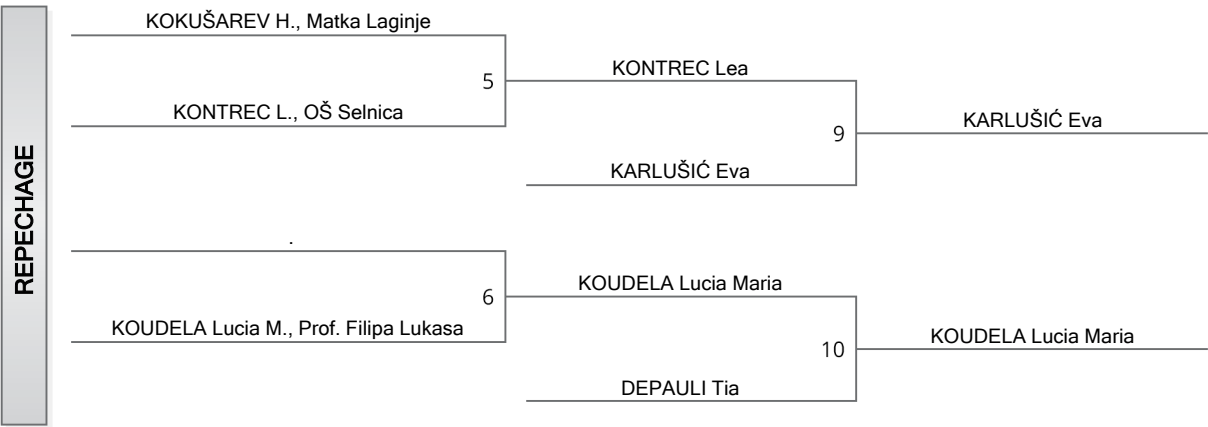 REPECHAGE
KOKUŠAREV H., Matka Laginje
5
KONTREC L., OŠ Selnica
KONTREC Lea
9
KARLUŠIĆ Eva
KARLUŠIĆ Eva
.
6
KOUDELA Lucia M., Prof. Filipa Lukasa
KOUDELA Lucia Maria
10
DEPAULI Tia
KOUDELA Lucia Maria